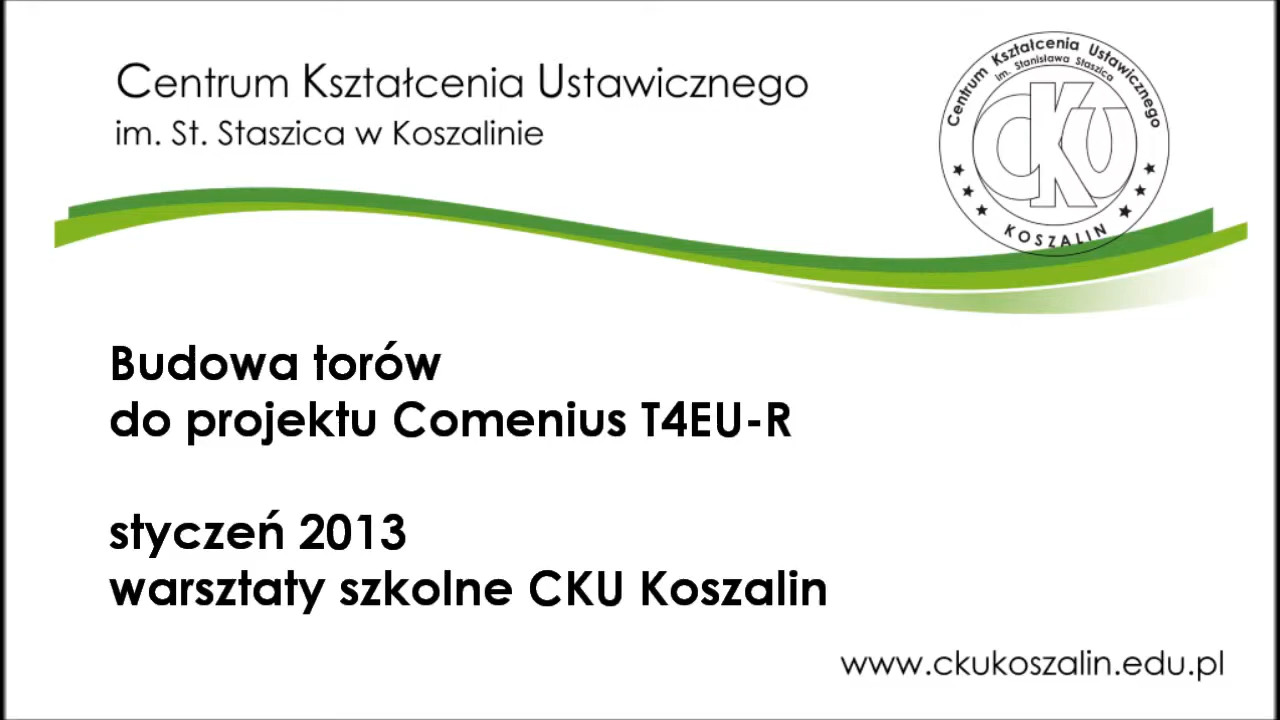 Centrum Kształcenia Ustawicznego
im. St. Staszica w Koszalinie
Centrum Kształcenia Ustawicznego
im. Stanisława Staszica
CKU
KOSZALIN
Budowa torów
do projektu Comenius T4EU-R
styczeń 2013
warsztaty szkolne CKU Koszalin
www.ckukoszalin.edu.pl